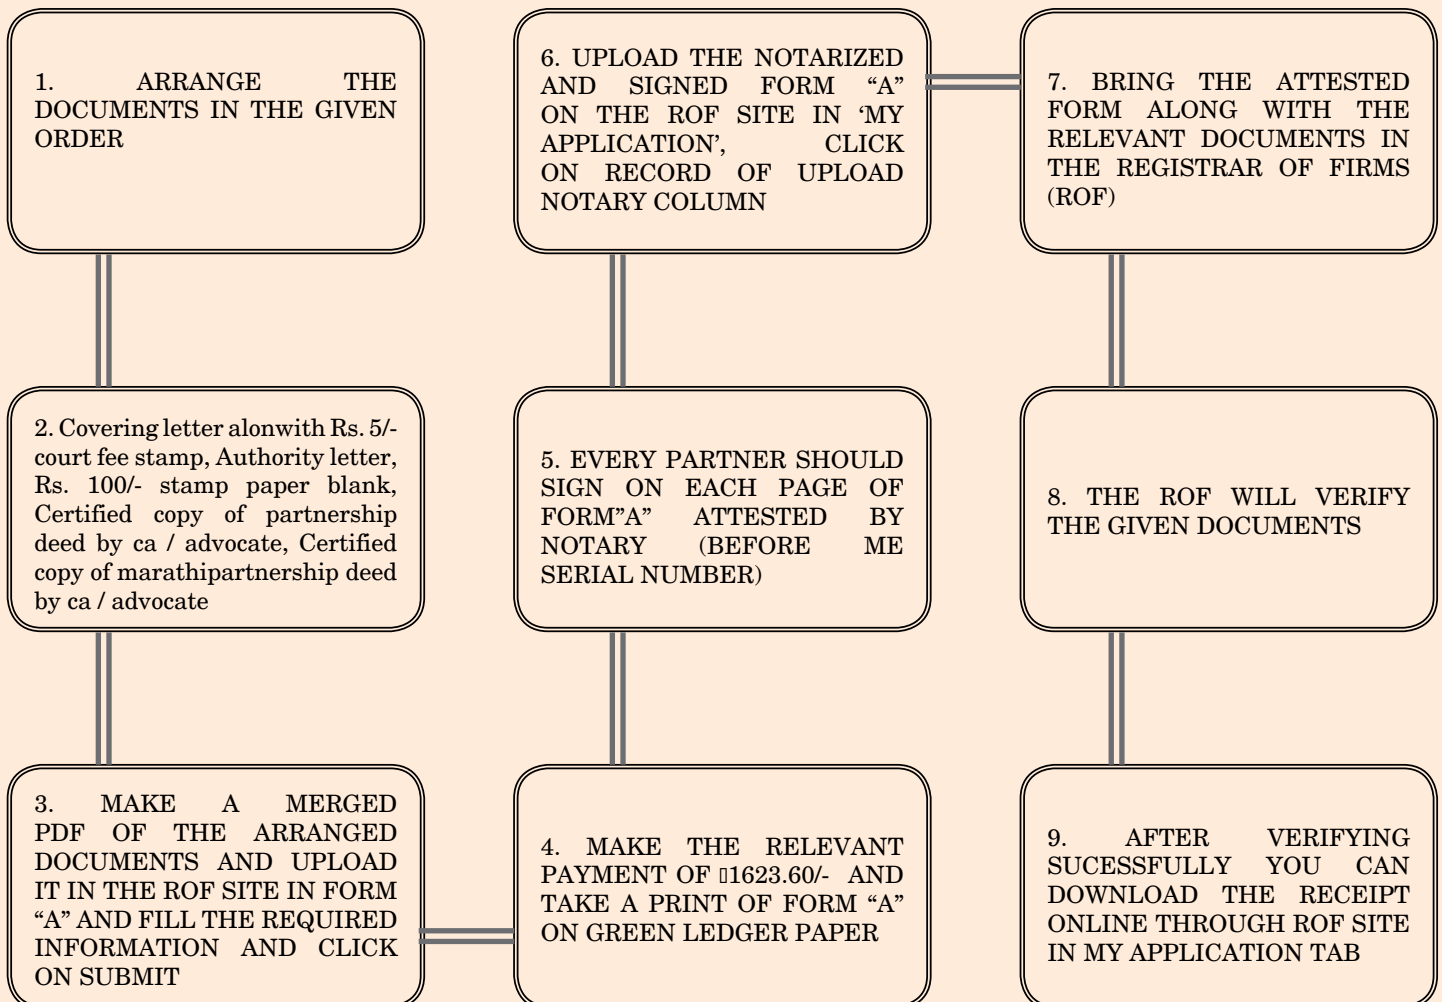 1. ARRANGE THE
DOCUMENTS IN THE GIVEN
ORDER
2. Covering letter alonwith Rs. 5/-
court fee stamp, Authority letter,
Rs. 100/- stamp paper blank,
Certified copy of partnership
deed by ca / advocate, Certified
copy of marathipartnership deed
by ca / advocate
3. MAKE A MERGED
PDF OF THE ARRANGED
DOCUMENTS AND UPLOAD
IT IN THE ROF SITE IN FORM
“A” AND FILL THE REQUIRED
INFORMATION AND CLICK
ON SUBMIT
4. MAKE THE RELEVANT
PAYMENT OF ▯1623.60/- AND
TAKE A PRINT OF FORM “A”
ON GREEN LEDGER PAPER
5. EVERY PARTNER SHOULD
SIGN ON EACH PAGE OF
FORM”A” ATTESTED BY
NOTARY (BEFORE ME
SERIAL NUMBER)
6. UPLOAD THE NOTARIZED
AND SIGNED FORM “A”
ON THE ROF SITE IN ‘MY
APPLICATION’, CLICK
ON RECORD OF UPLOAD
NOTARY COLUMN
7. BRING THE ATTESTED
FORM ALONG WITH THE
RELEVANT DOCUMENTS IN
THE REGISTRAR OF FIRMS
(ROF)
8. THE ROF WILL VERIFY
THE GIVEN DOCUMENTS
9. AFTER VERIFYING
SUCESSFULLY YOU CAN
DOWNLOAD THE RECEIPT
ONLINE THROUGH ROF SITE
IN MY APPLICATION TAB